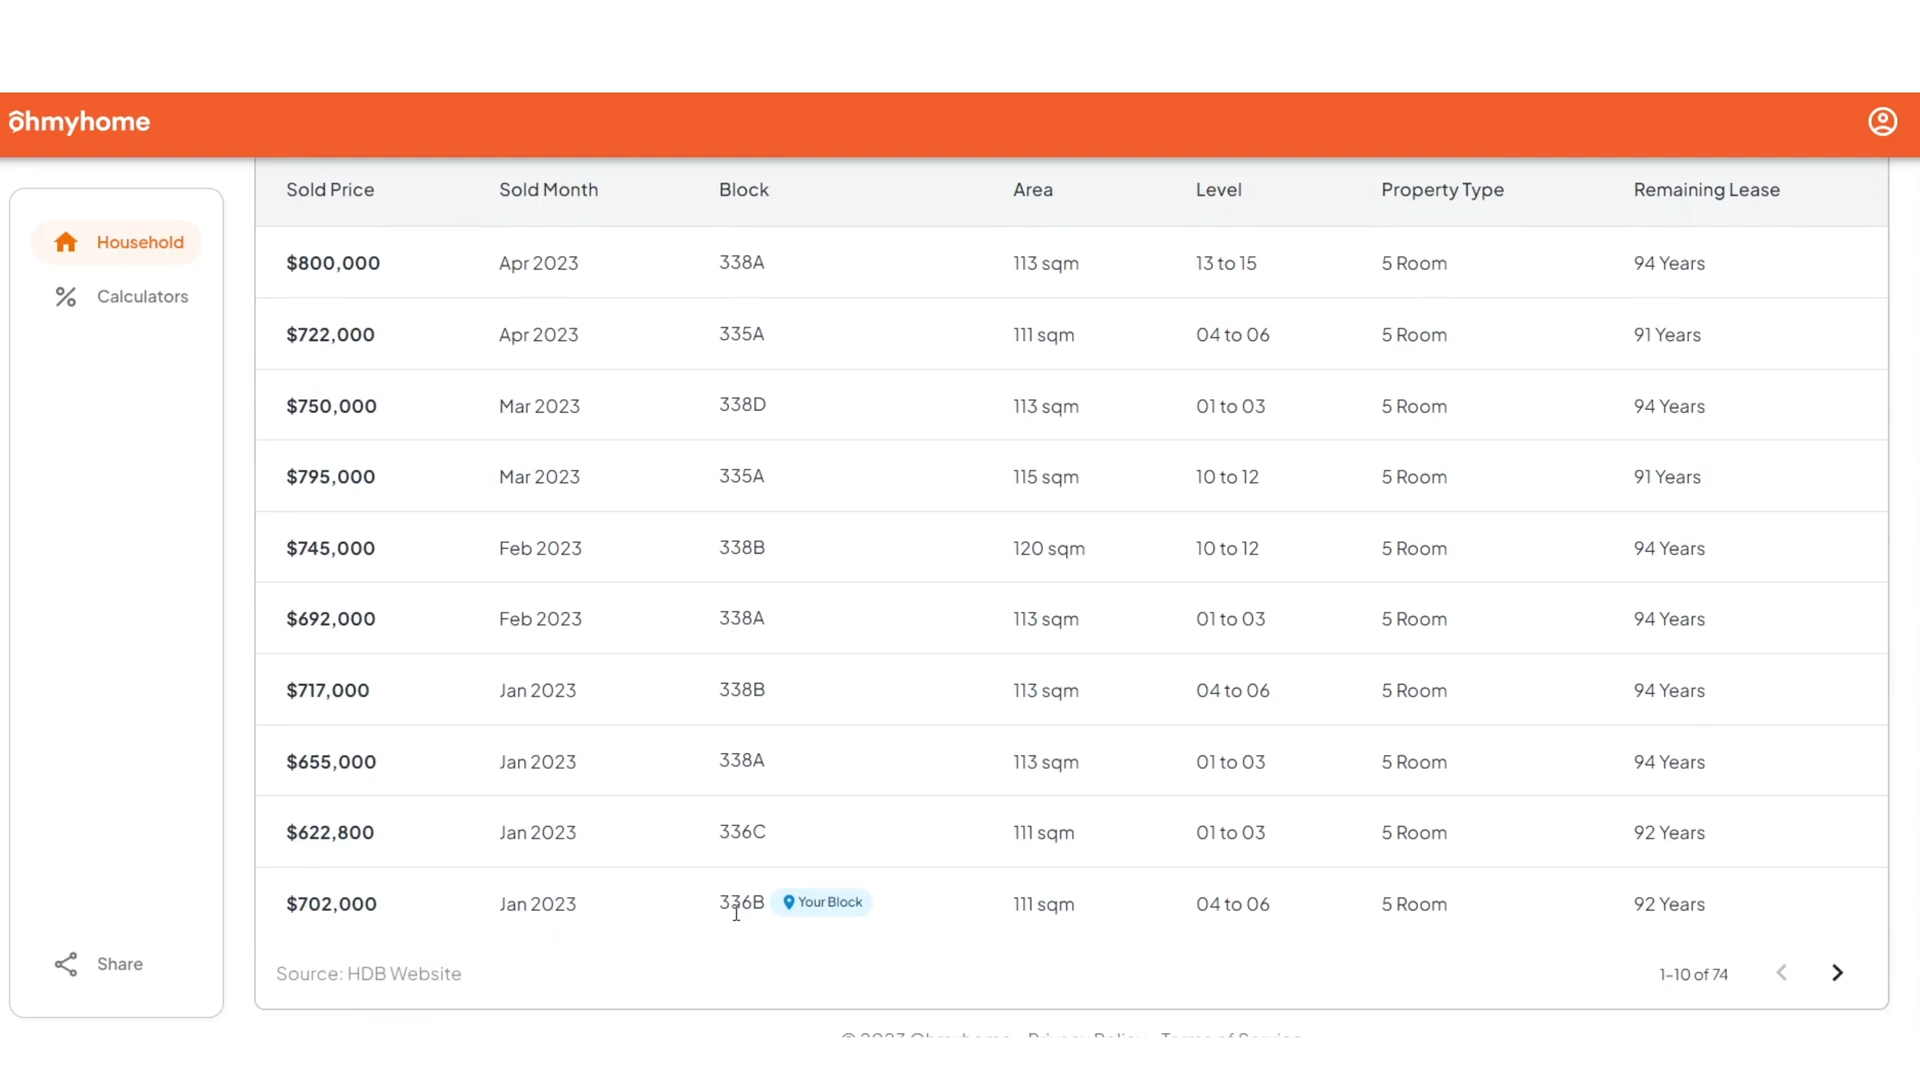 ohmyhome
Sold Price Sold Month Block Area Level Property Type Remaining Lease
Household
Calculators
$800,000 Apr 2023 338A 113 sqm 13 to 15 5 Room 94 Years
$722,000 Apr 2023 335A 111 sqm 04 to 06 5 Room 91 Years
$750,000 Mar 2023 338D 113 sqm 01 to 03 5 Room 94 Years
$795,000 Mar 2023 335A 115 sqm 10 to 12 5 Room 91 Years
$745,000 Feb 2023 338B 120 sqm 10 to 12 5 Room 94 Years
$692,000 Feb 2023 338A 113 sqm 01 to 03 5 Room 94 Years
$717,000 Jan 2023 338B 113 sqm 04 to 06 5 Room 94 Years
$655,000 Jan 2023 338A 113 sqm 01 to 03 5 Room 94 Years
$622,800 Jan 2023 336C 111 sqm 01 to 03 5 Room 92 Years
$702,000 Jan 2023 336B Your Block 111 sqm 04 to 06 5 Room 92 Years
Share
Source: HDB Website 1-10 of 74
© 2023 Ohmyhome Privacy Policy Terms of Service